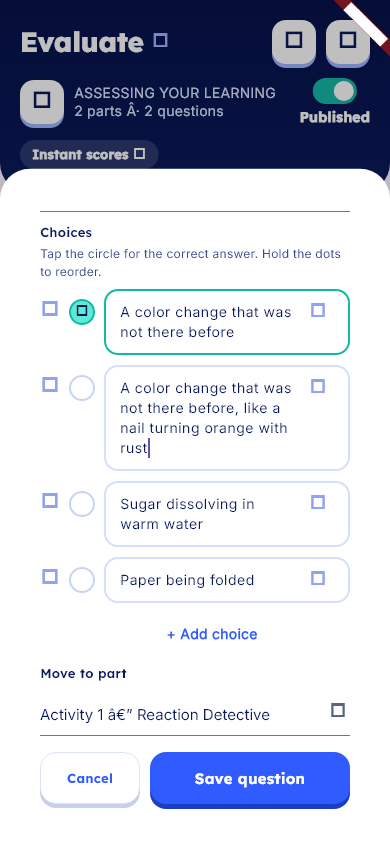 Evaluate
ASSESSING YOUR LEARNING
2 parts Â· 2 questions
Published
Instant scores
Choices
Tap the circle for the correct answer. Hold the dots
to reorder.
A color change that was
not there before
A color change that was
not there before, like a
nail turning orange with
rust
Sugar dissolving in
warm water
Paper being folded
+ Add choice
Move to part
Activity 1 â€” Reaction Detective
Cancel
Save question